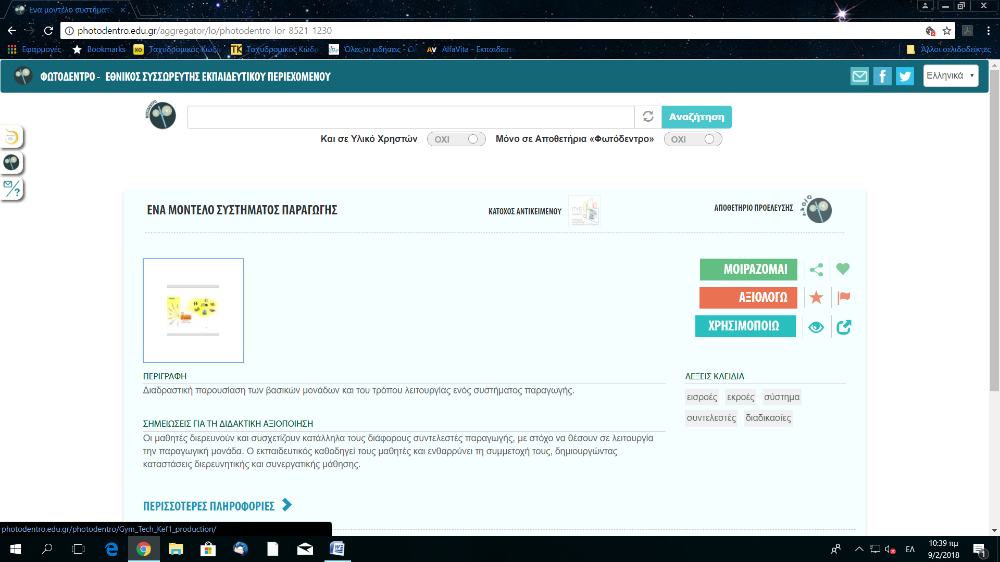 Ένα μοντέλο συστήματο
photodentro.edu.gr/aggregator/lo/photodentro-lor-8521-1230
Εφαρμογές Bookmarks Ταχυδρομικός Κώδι Ταχυδρομικός Κώδι Όλες οι ειδήσεις - Ο AlfaVita - Εκπαιδευτι Άλλοι σελιδοδείκτες
ΦΩΤΟΔΕΝΤΡΟ - ΕΘΝΙΚΟΣ ΣΥΣΣΩΡΕΥΤΗΣ ΕΚΠΑΙΔΕΥΤΙΚΟΥ ΠΕΡΙΕΧΟΜΕΝΟΥ
Ελληνικά
ΦΩΤΟΔΕΝΤΡΟ
Αναζήτηση
Και σε Υλικό Χρηστών ΟΧΙ Μόνο σε Αποθετήρια «Φωτόδεντρο» ΟΧΙ
ΕΝΑ ΜΟΝΤΕΛΟ ΣΥΣΤΗΜΑΤΟΣ ΠΑΡΑΓΩΓΗΣ
ΚΑΤΟΧΟΣ ΑΝΤΙΚΕΙΜΕΝΟΥ
ΑΠΟΘΕΤΗΡΙΟ ΠΡΟΕΛΕΥΣΗΣ
ΜΟΙΡΑΖΟΜΑΙ
ΑΞΙΟΛΟΓΩ
ΧΡΗΣΙΜΟΠΟΙΩ
ΠΕΡΙΓΡΑΦΗ
Διαδραστική παρουσίαση των βασικών μονάδων και του τρόπου λειτουργίας ενός συστήματος παραγωγής.
ΣΗΜΕΙΩΣΕΙΣ ΓΙΑ ΤΗ ΔΙΔΑΚΤΙΚΗ ΑΞΙΟΠΟΙΗΣΗ
Οι μαθητές διερευνούν και συσχετίζουν κατάλληλα τους διάφορους συντελεστές παραγωγής, με στόχο να θέσουν σε λειτουργία
την παραγωγική μονάδα. Ο εκπαιδευτικός καθοδηγεί τους μαθητές και ενθαρρύνει τη συμμετοχή τους, δημιουργώντας
καταστάσεις διερευνητικής και συνεργατικής μάθησης.
ΛΕΞΕΙΣ ΚΛΕΙΔΙΑ
εισροές εκροές σύστημα
συντελεστές διαδικασίες
ΠΕΡΙΣΣΟΤΕΡΕΣ ΠΛΗΡΟΦΟΡΙΕΣ
photodentro.edu.gr/photodentro/Gym_Tech_Kef1_production/
ΕΛ
10:39 πμ
9/2/2018
1